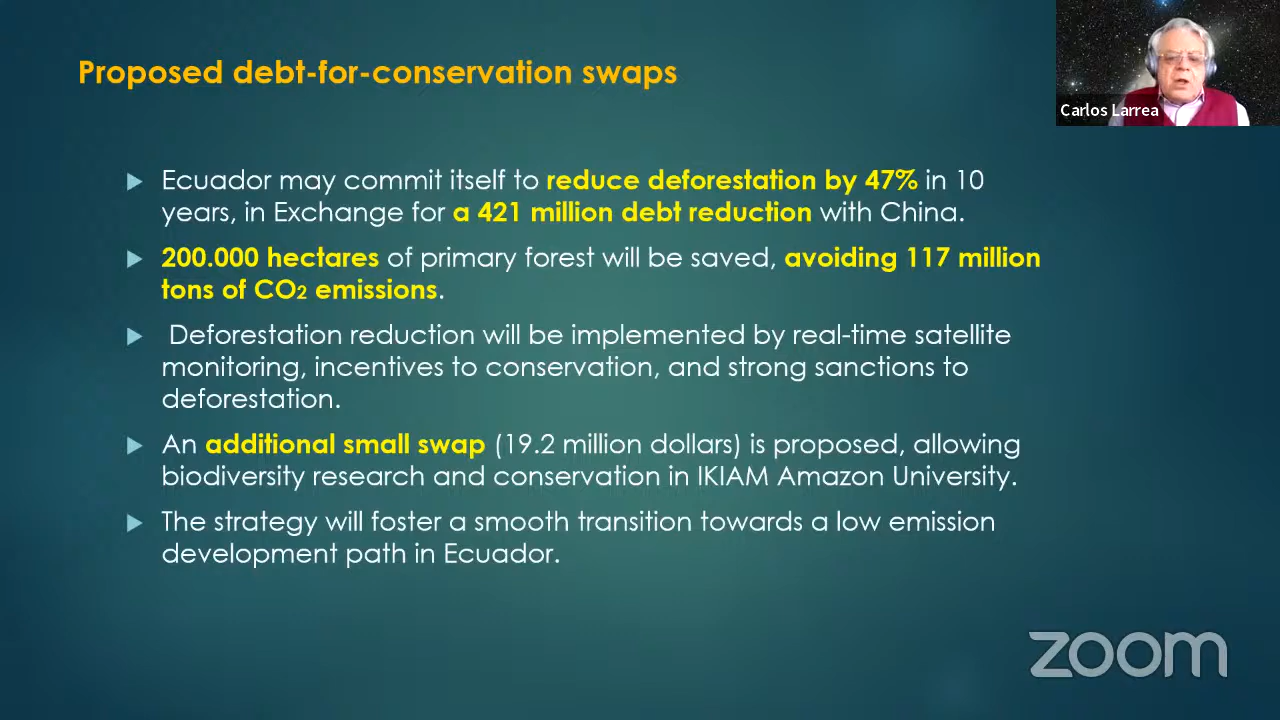 Proposed debt-for-conservation swaps
Carlos Larrea
Ecuador may commit itself to reduce deforestation by 47% in 10
years, in Exchange for a 421 million debt reduction with China.
200.000 hectares of primary forest will be saved, avoiding 117 million
tons of CO2 emissions.
Deforestation reduction will be implemented by real-time satellite
monitoring, incentives to conservation, and strong sanctions to
deforestation.
An additional small swap (19.2 million dollars) is proposed, allowing
biodiversity research and conservation in IKIAM Amazon University.
The strategy will foster a smooth transition towards a low emission
development path in Ecuador.
zoom